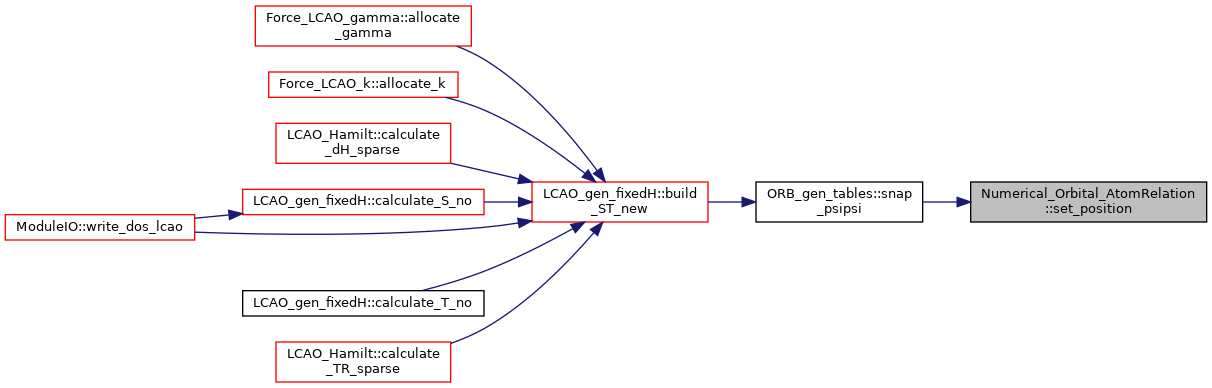 Force_LCAO_gamma::allocate
_gamma
Force_LCAO_k::allocate_k
LCAO_Hamilt::calculate
_dH_sparse
LCAO_gen_fixedH::calculate_S_no
ModuleIO::write_dos_lcao
LCAO_gen_fixedH::build
_ST_new
ORB_gen_tables::snap
_psipsi
Numerical_Orbital_AtomRelation
::set_position
LCAO_gen_fixedH::calculate_T_no
LCAO_Hamilt::calculate
_TR_sparse